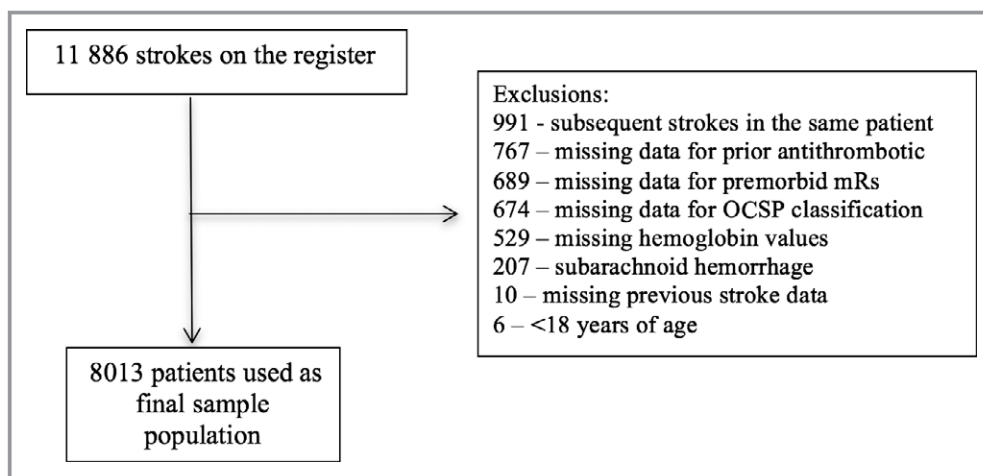 11 886 strokes on the register
Exclusions:
991 - subsequent strokes in the same patient
767 – missing data for prior antithrombotic
689 – missing data for premorbid mRs
674 – missing data for OCSP classification
529 – missing hemoglobin values
207 – subarachnoid hemorrhage
10 – missing previous stroke data
6 – <18 years of age
8013 patients used as
final sample
population